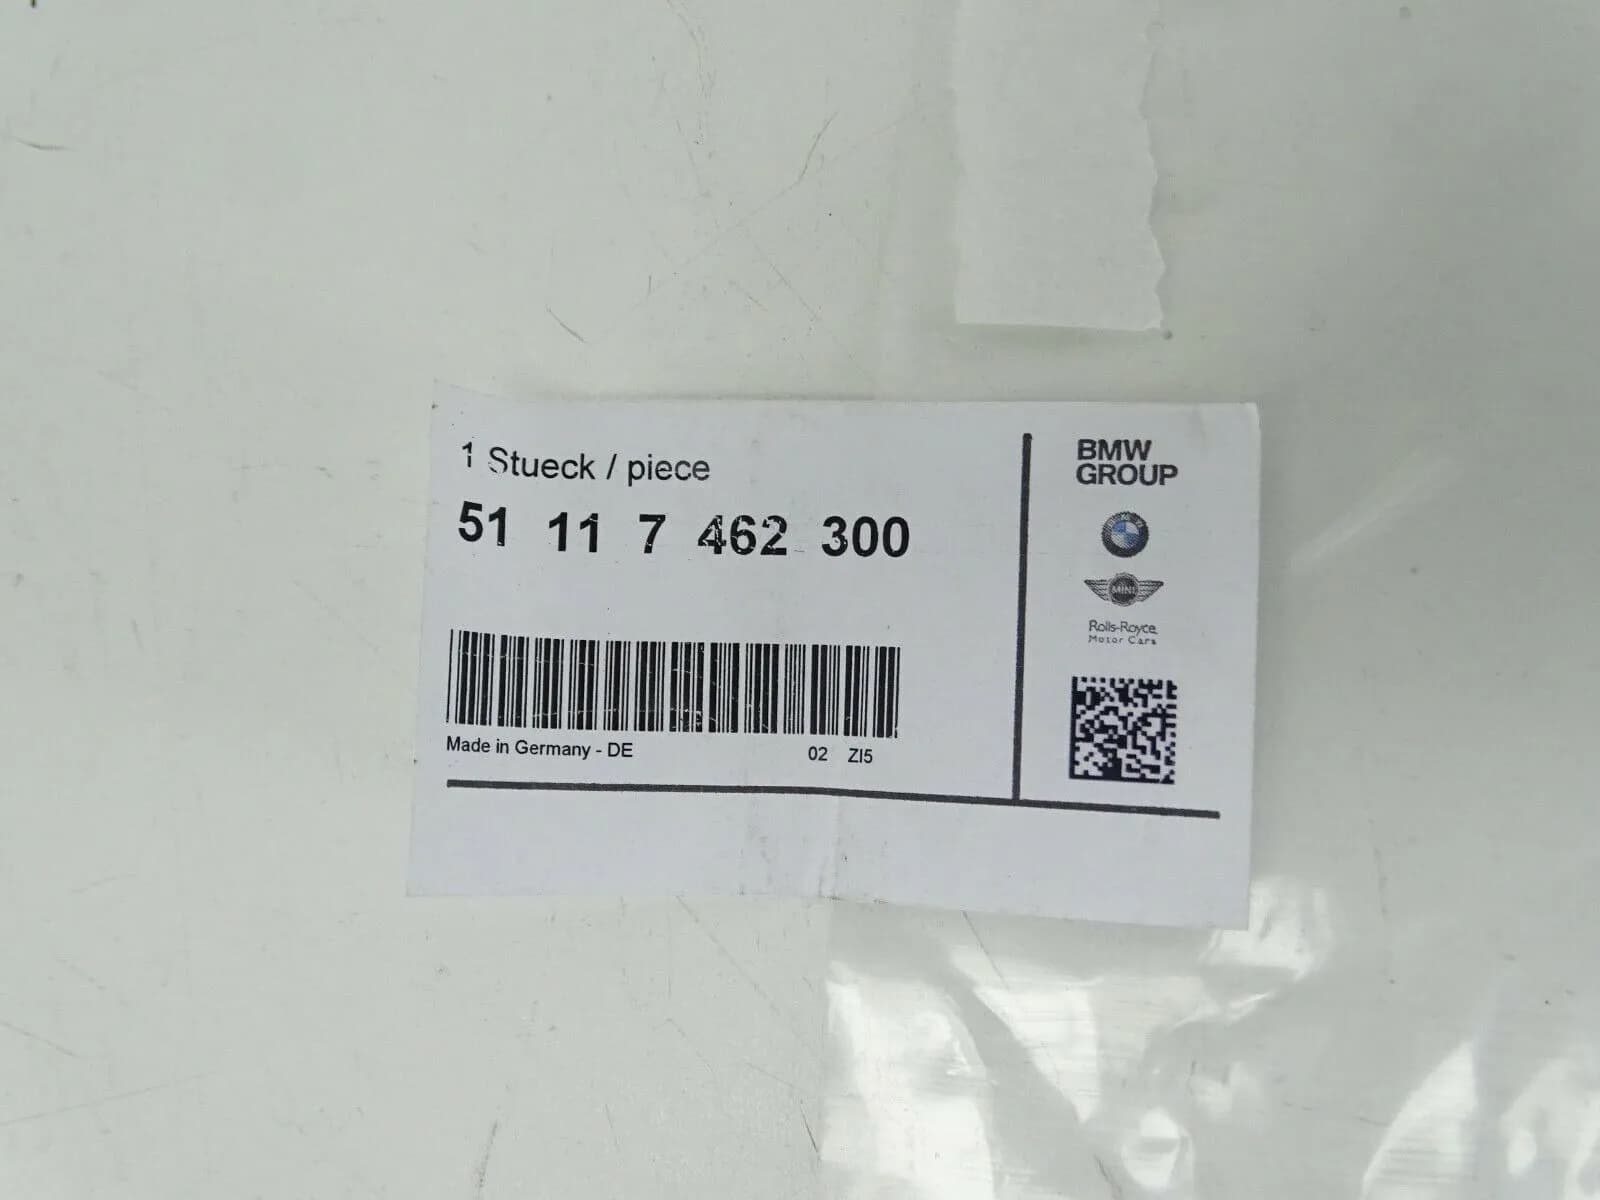 1 Stueck / piece
51 11 7 462 300
Made in Germany - DE
02 ZI5
BMW
GROUP
MINI
Rolls-Royce
Motor Cars